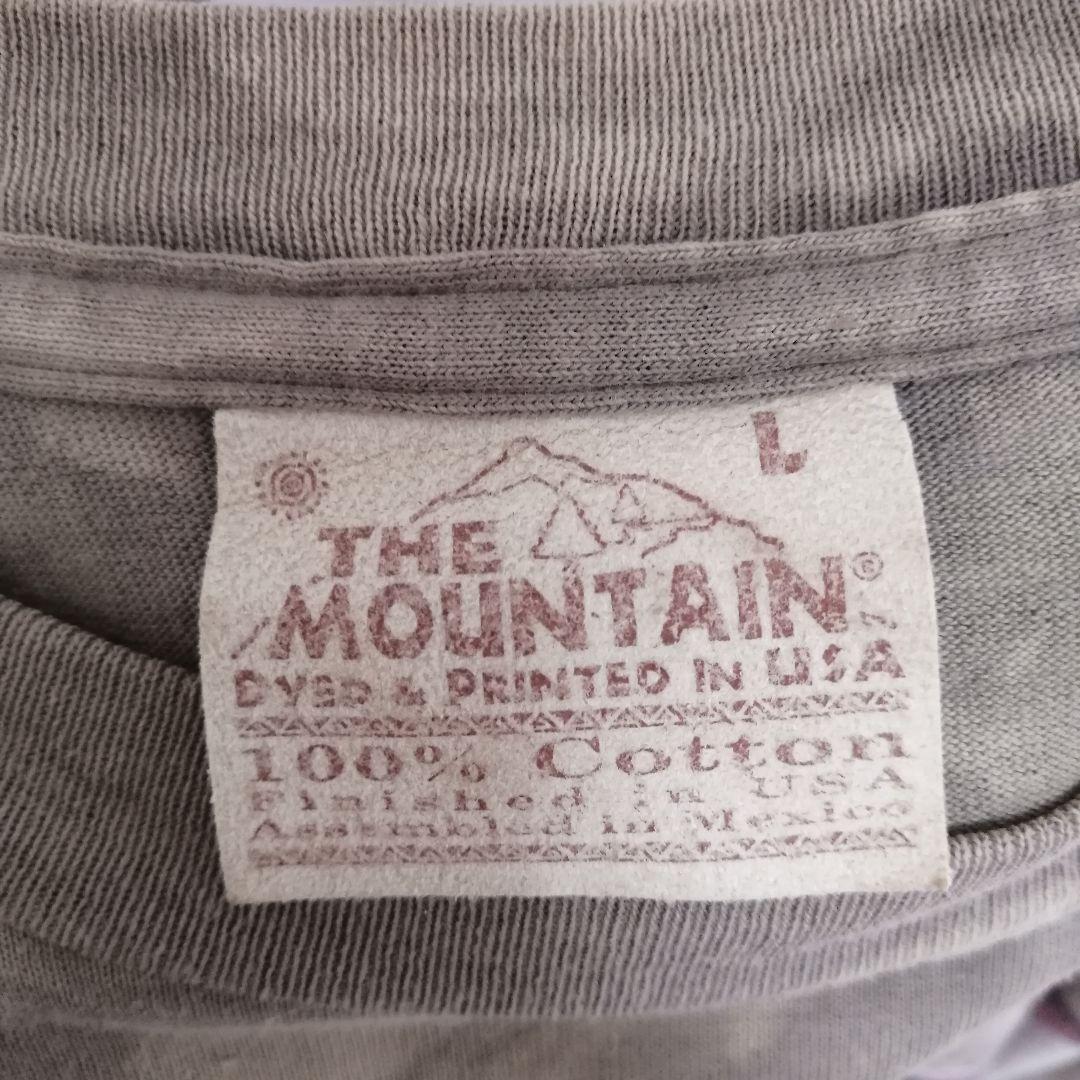 L
THE
MOUNTAIN®
DYED & PRINTED IN USA
100% Cotton
Finished in USA
Assembled in Mexico